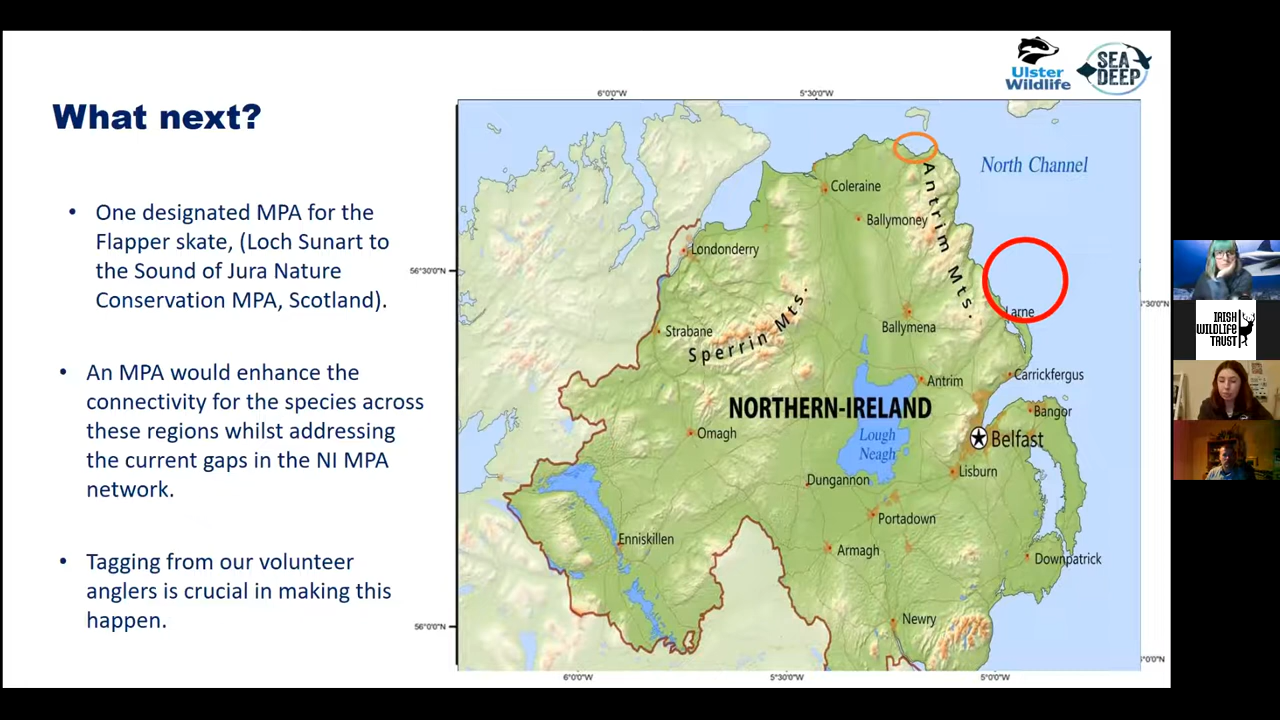 Ulster
Wildlife
SEA
DEEP
What next?
• One designated MPA for the
Flapper skate, (Loch Sunart to
the Sound of Jura Nature
Conservation MPA, Scotland).
• An MPA would enhance the
connectivity for the species across
these regions whilst addressing
the current gaps in the NI MPA
network.
• Tagging from our volunteer
anglers is crucial in making this
happen.
6°0'0"W
5°30'0"W
North Channel
Antrim Mts.
Coleraine
Ballymoney
Londonderry
56°30'0"N
5°30'0"N
Larne
Strabane
Ballymena
Sperrin Mts.
Carrickfergus
Antrim
NORTHERN-IRELAND
Bangor
Omagh
Lough
Neagh
Belfast
Lisburn
Dungannon
Portadown
Enniskillen
Armagh
Downpatrick
Newry
56°0'0"N
6°0'0"W
5°30'0"W
5°0'0"W
IRISH
WILDLIFE
TRUST